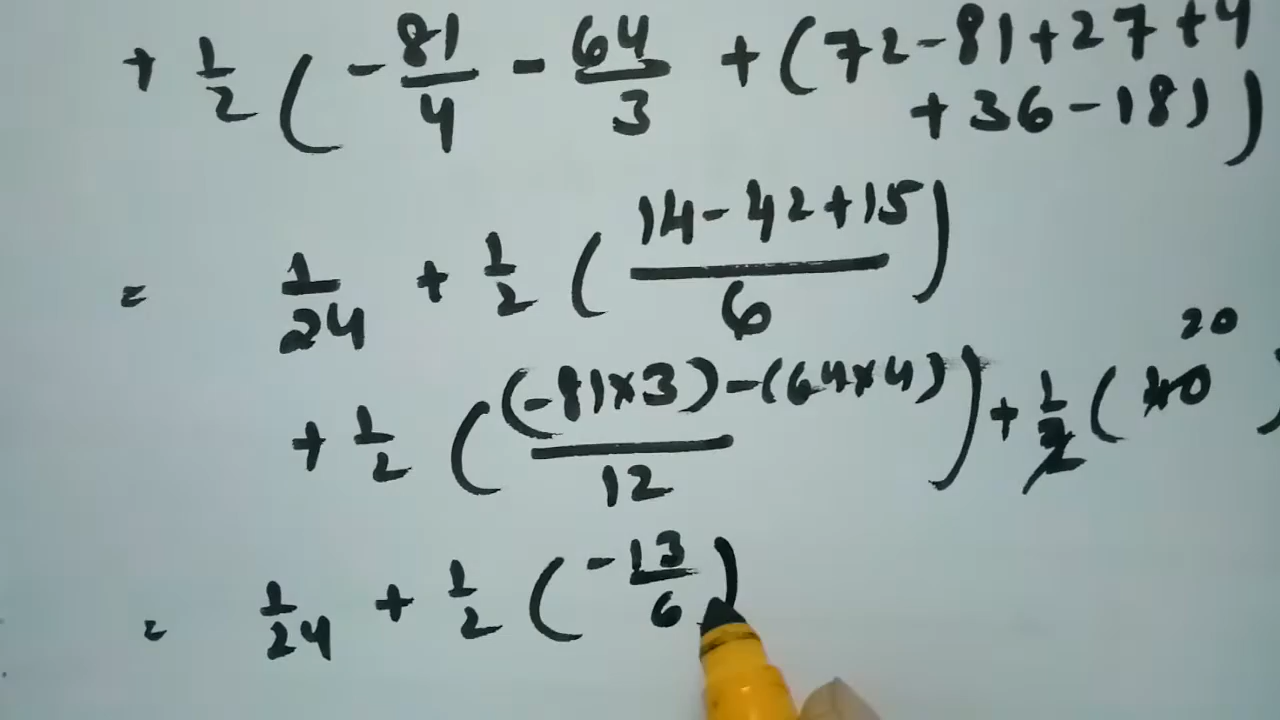 + 1/2 ( -81/4 - 64/3 + (72-81+27+4
+36-18))
= 1/24 + 1/2 ( 14-42+15/6 )
+ 1/2 ( (-81×3)-(64×4)/12 ) + 1/2 ( 40 20 )
= 1/24 + 1/2 ( -13/6 )